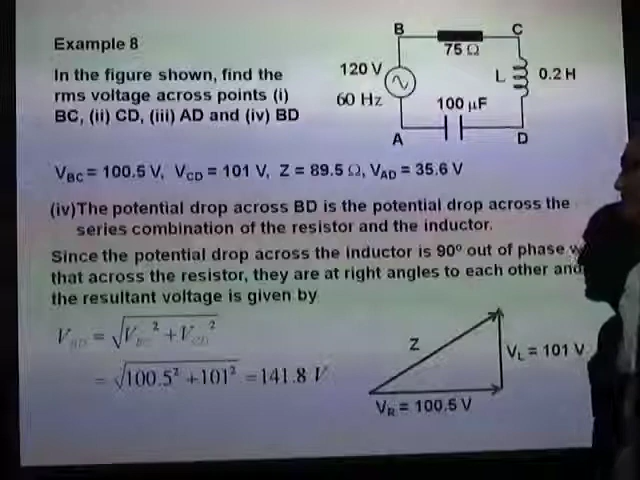 Example 8
In the figure shown, find the
rms voltage across points (i)
BC, (ii) CD, (iii) AD and (iv) BD
B
C
75 Ω
120 V
60 Hz
L
0.2 H
100 μF
A
D
VBC = 100.5 V, VCD = 101 V, Z = 89.5 Ω, VAD = 35.6 V
(iv)The potential drop across BD is the potential drop across the
series combination of the resistor and the inductor.
Since the potential drop across the inductor is 90º out of phase
that across the resistor, they are at right angles to each other and
the resultant voltage is given by
VBD = √VBC² + VCD²
= √100.5² +101² = 141.8 V
Z
VL = 101 V
VR = 100.5 V